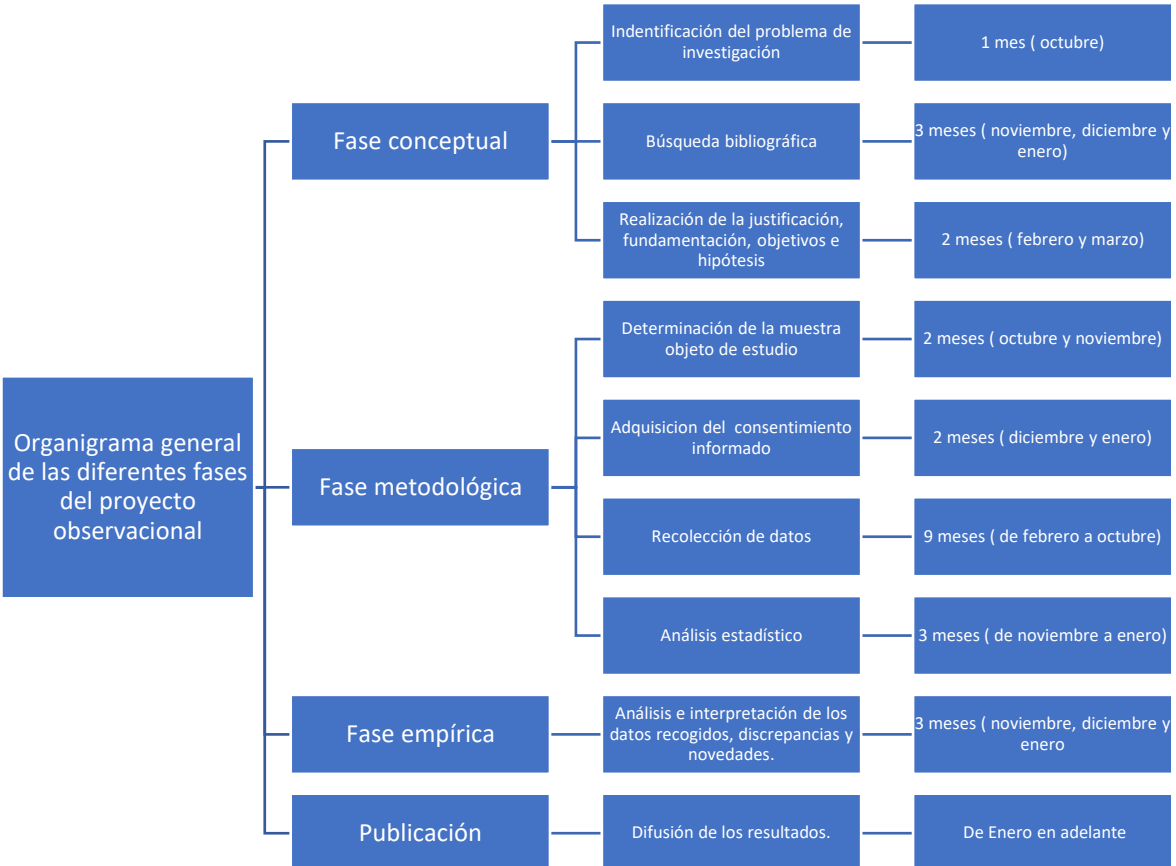 Organigrama general
de las diferentes fases
del proyecto
observacional
Fase conceptual
Indentificación del problema de
investigación
1 mes ( octubre)
Búsqueda bibliográfica
3 meses ( noviembre, diciembre y
enero)
Realización de la justificación,
fundamentación, objetivos e
hipótesis
2 meses ( febrero y marzo)
Fase metodológica
Determinación de la muestra
objeto de estudio
2 meses ( octubre y noviembre)
Adquisicion del  consentimiento
informado
2 meses ( diciembre y enero)
Recolección de datos
9 meses ( de febrero a octubre)
Análisis estadístico
3 meses ( de noviembre a enero)
Fase empírica
Análisis e interpretación de los
datos recogidos, discrepancias y
novedades.
3 meses ( noviembre, diciembre y
enero
Publicación
Difusión de los resultados.
De Enero en adelante